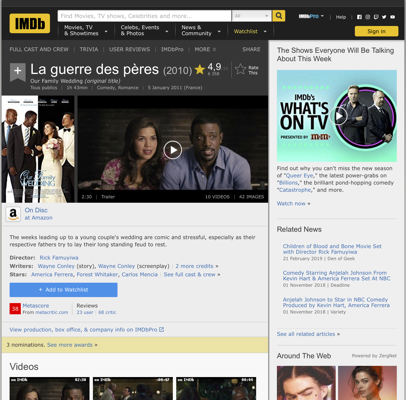 IMDb
Find Movies, TV shows, Celebrities and more...
All
IMDbPro
Help
Movies, TV & Showtimes
Celebs, Events & Photos
News & Community
Watchlist
Sign in
FULL CAST AND CREW | TRIVIA | USER REVIEWS | IMDbPro | MORE
SHARE
La guerre des pères (2010)
4,9
Rate This
Our Family Wedding (original title)
Tous publics | 1h 43min | Comedy, Romance | 5 January 2011 (France)
Our Family
WEDDING
2:30 | Trailer
10 VIDEOS | 42 IMAGES
On Disc
at Amazon
The weeks leading up to a young couple's wedding are comic and stressful, especially as their
respective fathers try to lay their long standing feud to rest.
Director: Rick Famuyiwa
Writers: Wayne Conley (story), Wayne Conley (screenplay) | 2 more credits »
Stars: America Ferrera, Forest Whitaker, Carlos Mencia | See full cast & crew »
+ Add to Watchlist
38
Metascore
From metacritic.com
Reviews
23 user | 58 critic
View production, box office, & company info on IMDbPro
3 nominations. See more awards »
Videos
The Shows Everyone Will Be Talking
About This Week
IMDb's
WHAT'S
ON TV
PRESENTED BY M&M'S
Find out why you can't miss the new season
of "Queer Eye," the latest power-grabs on
"Billions," the brilliant pond-hopping comedy
"Catastrophe," and more.
Watch now »
Related News
Children of Blood and Bone Movie Set
with Director Rick Famuyiwa
21 February 2019 | Den of Geek
Comedy Starring Anjelah Johnson From
Kevin Hart & America Ferrera Set At NBC
01 November 2018 | Deadline
Anjelah Johnson to Star in NBC Comedy
Produced by Kevin Hart, America Ferrera
01 November 2018 | Variety
See all related articles »
Around The Web
Powered by ZergNet